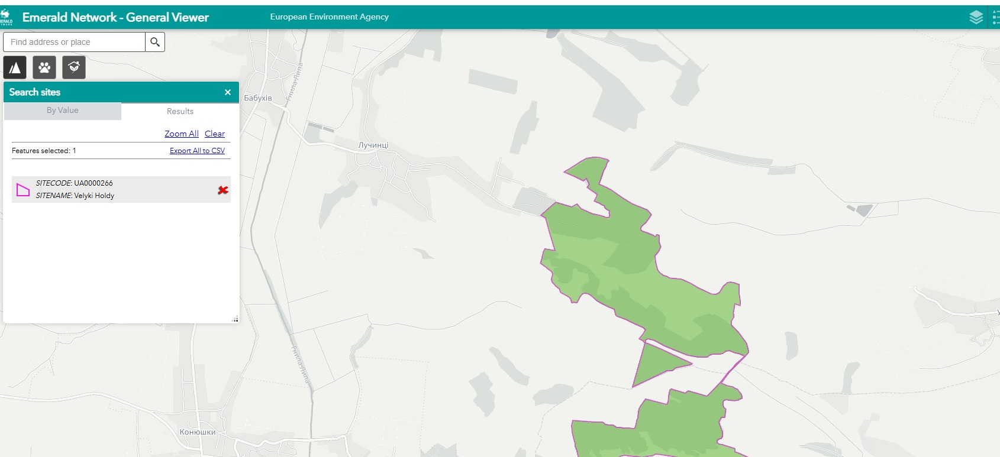 Emerald Network - General Viewer
European Environment Agency
Find address or place
Search sites
By Value
Results
Zoom All Clear
Features selected: 1
Export All to CSV
SITECODE: UA0000266
SITENAME: Velyki Holdy
Бабухів
Гнила Липа
Лучинці
Гнила Липа
Конюшки